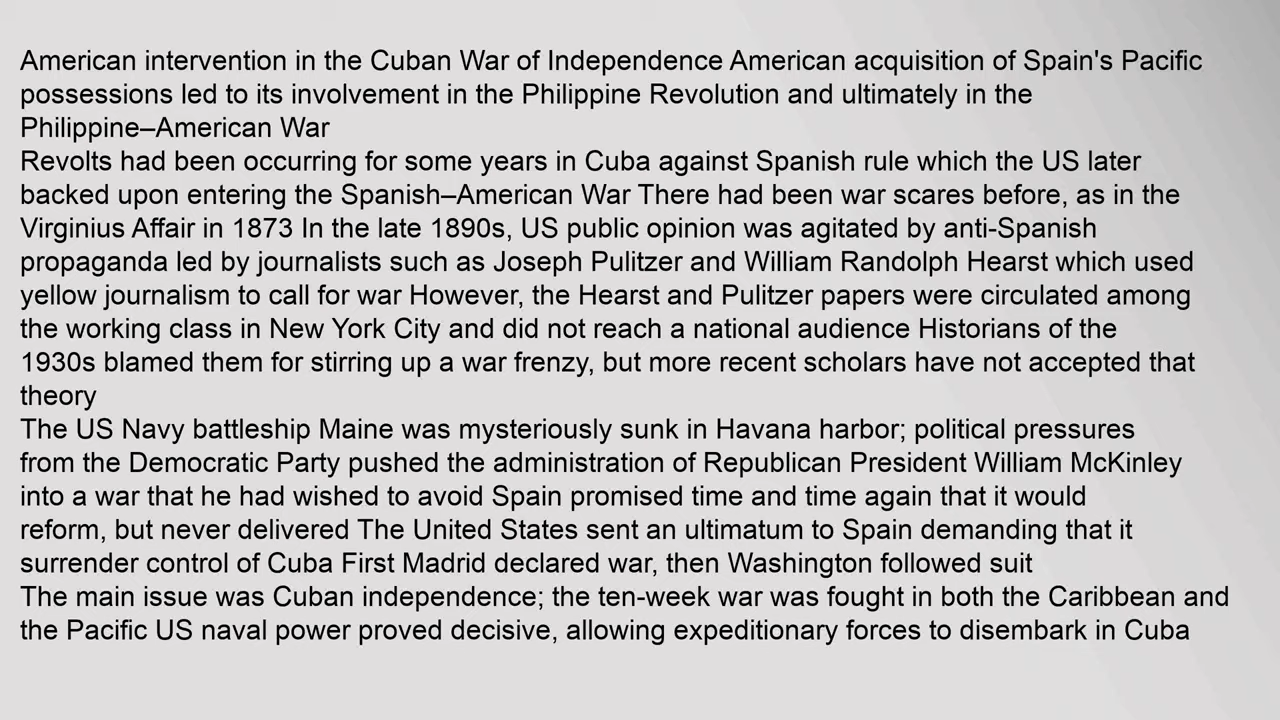 American intervention in the Cuban War of Independence American acquisition of Spain's Pacific
possessions led to its involvement in the Philippine Revolution and ultimately in the
Philippine–American War
Revolts had been occurring for some years in Cuba against Spanish rule which the US later
backed upon entering the Spanish–American War There had been war scares before, as in the
Virginius Affair in 1873 In the late 1890s, US public opinion was agitated by anti-Spanish
propaganda led by journalists such as Joseph Pulitzer and William Randolph Hearst which used
yellow journalism to call for war However, the Hearst and Pulitzer papers were circulated among
the working class in New York City and did not reach a national audience Historians of the
1930s blamed them for stirring up a war frenzy, but more recent scholars have not accepted that
theory
The US Navy battleship Maine was mysteriously sunk in Havana harbor; political pressures
from the Democratic Party pushed the administration of Republican President William McKinley
into a war that he had wished to avoid Spain promised time and time again that it would
reform, but never delivered The United States sent an ultimatum to Spain demanding that it
surrender control of Cuba First Madrid declared war, then Washington followed suit
The main issue was Cuban independence; the ten-week war was fought in both the Caribbean and
the Pacific US naval power proved decisive, allowing expeditionary forces to disembark in Cuba